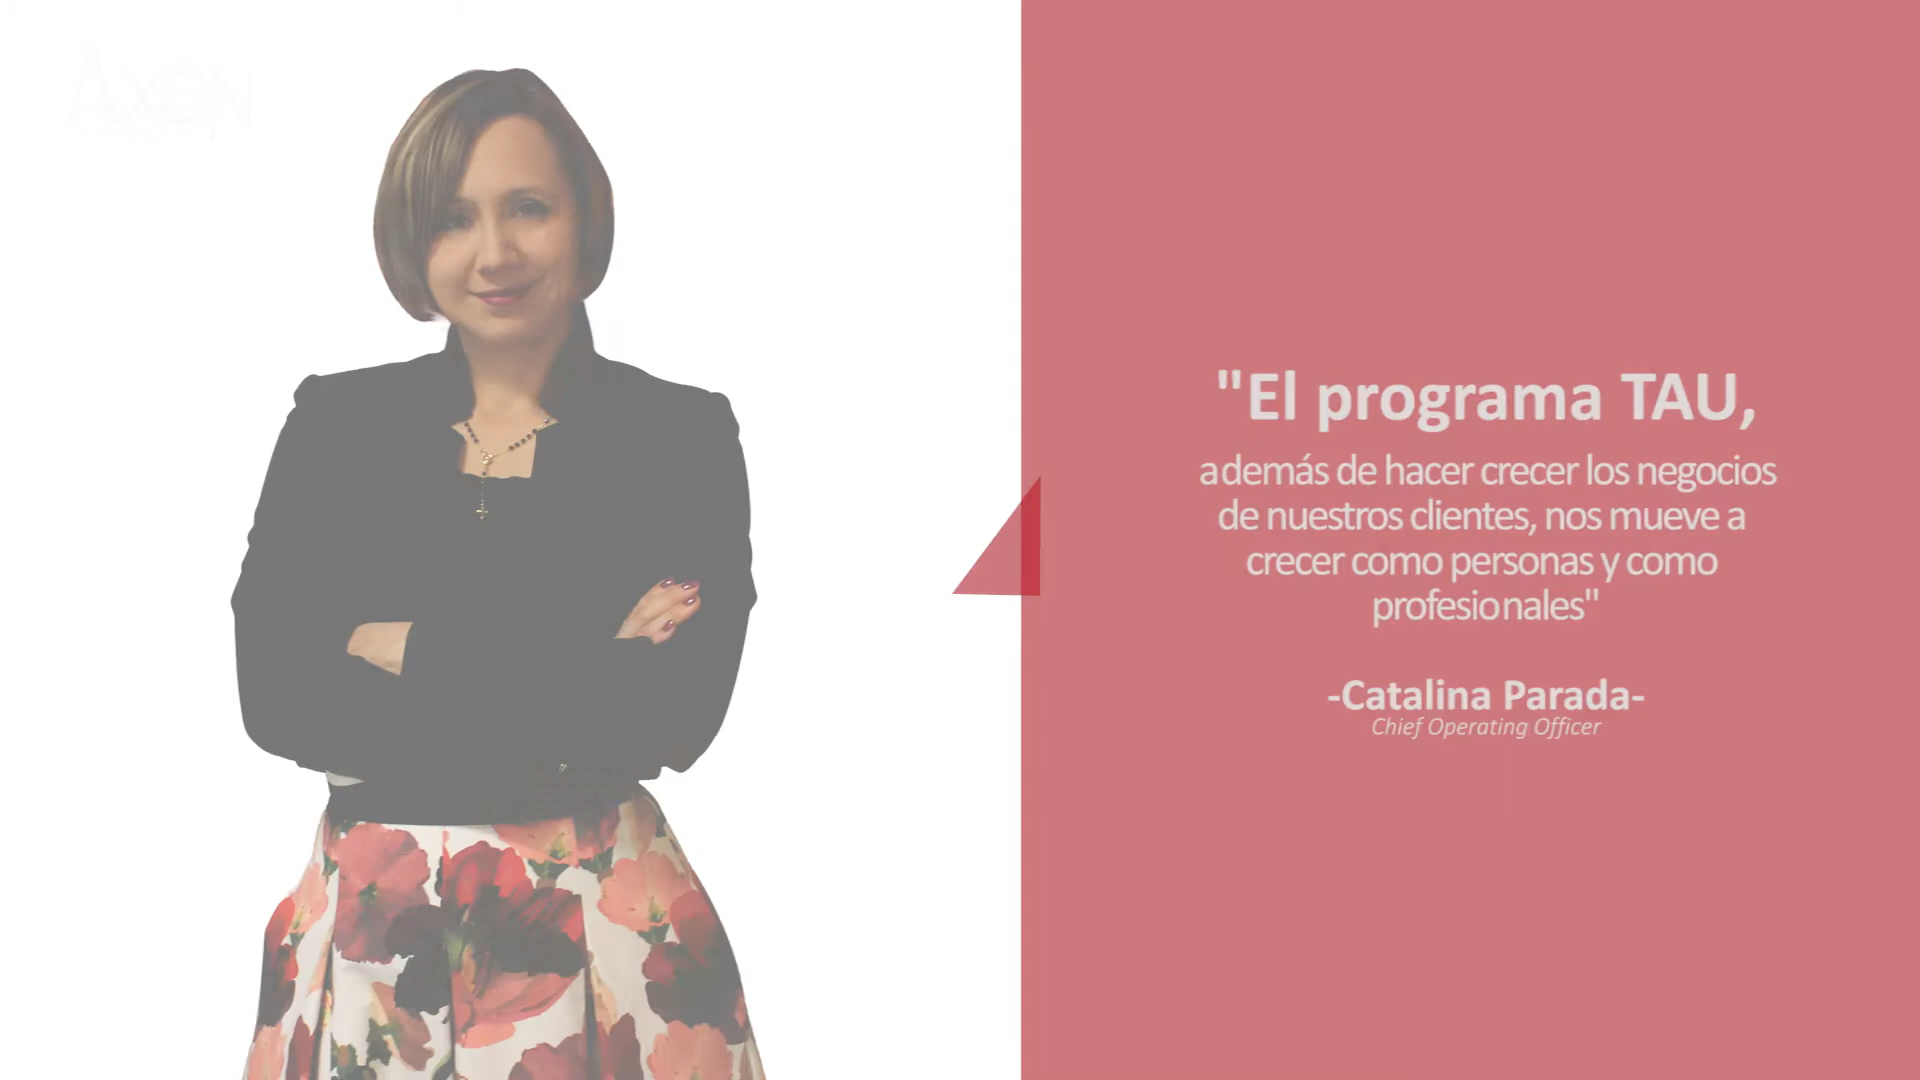 AXON
"El programa TAU,
además de hacer crecer los negocios
de nuestros clientes, nos mueve a
crecer como personas y como
profesionales"
-Catalina Parada-
Chief Operating Officer